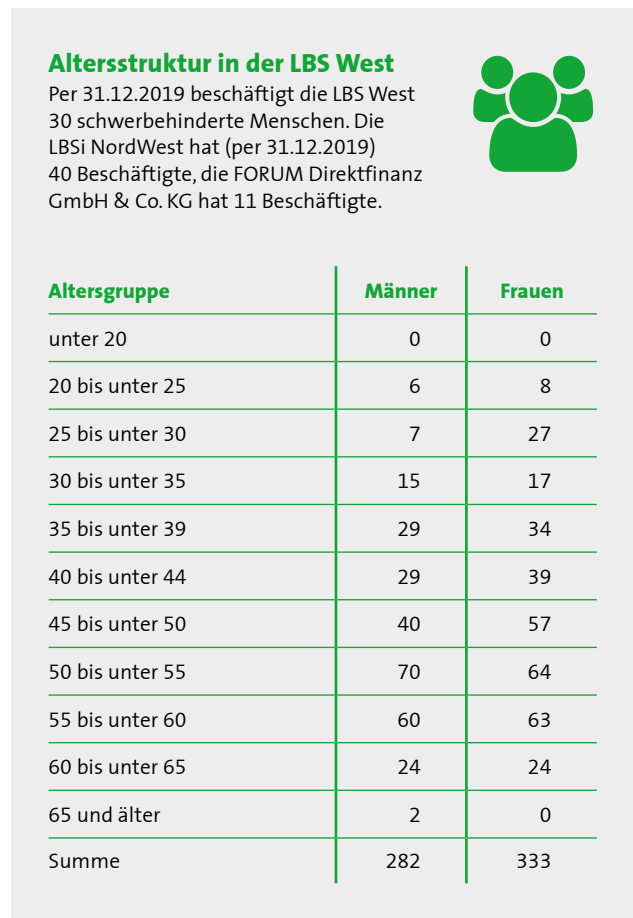 Altersstruktur in der LBS West
Per 31.12.2019 beschäftigt die LBS West
30 schwerbehinderte Menschen. Die
LBSi NordWest hat (per 31.12.2019)
40 Beschäftigte, die FORUM Direktfinanz
GmbH & Co. KG hat 11 Beschäftigte.
Altersgruppe Männer Frauen
unter 20 0 0
20 bis unter 25 6 8
25 bis unter 30 7 27
30 bis unter 35 15 17
35 bis unter 39 29 34
40 bis unter 44 29 39
45 bis unter 50 40 57
50 bis unter 55 70 64
55 bis unter 60 60 63
60 bis unter 65 24 24
65 und älter 2 0
Summe 282 333